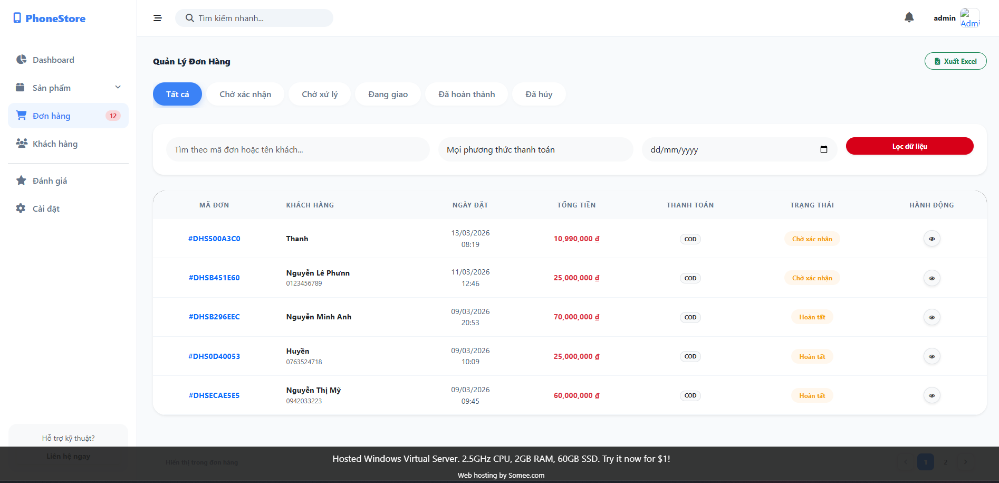 PhoneStore
Tìm kiếm nhanh...
admin
Admi
Dashboard
Sản phẩm
Đơn hàng 12
Khách hàng
Đánh giá
Cài đặt
Hỗ trợ kỹ thuật?
Liên hệ ngay
Quản Lý Đơn Hàng
Xuất Excel
Tất cả Chờ xác nhận Chờ xử lý Đang giao Đã hoàn thành Đã hủy
Tìm theo mã đơn hoặc tên khách... Mọi phương thức thanh toán dd/mm/yyyy Lọc dữ liệu
MÃ ĐƠN KHÁCH HÀNG NGÀY ĐẶT TỔNG TIỀN THANH TOÁN TRẠNG THÁI HÀNH ĐỘNG
#DHS500A3C0 Thanh 13/03/2026 08:19 10,990,000 ₫ COD Chờ xác nhận
#DHSB451E60 Nguyễn Lê Phưnn 0123456789 11/03/2026 12:46 25,000,000 ₫ COD Chờ xác nhận
#DHSB296EEC Nguyễn Minh Anh 09/03/2026 20:53 70,000,000 ₫ COD Hoàn tất
#DHS0D40053 Huyền 0763524718 09/03/2026 10:09 25,000,000 ₫ COD Hoàn tất
#DHSECAE5E5 Nguyễn Thị Mỹ 0942033223 09/03/2026 09:45 60,000,000 ₫ COD Hoàn tất
Hiển thị trong đơn hàng
1 2
Hosted Windows Virtual Server. 2.5GHz CPU, 2GB RAM, 60GB SSD. Try it now for $1!
Web hosting by Somee.com